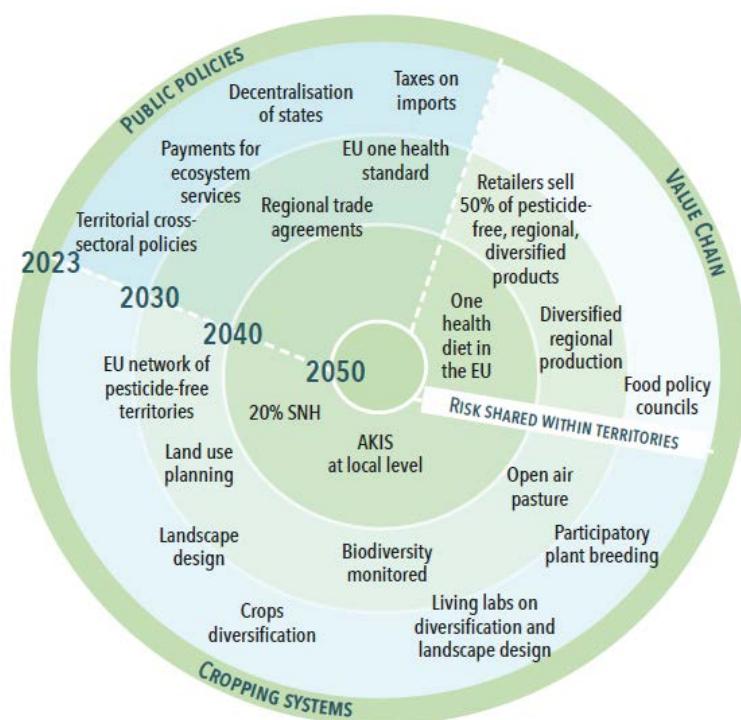 PUBLIC POLICIES
Decentralisation
of states
Taxes on
imports
Payments for
ecosystem
services
EU one health
standard
Territorial cross-
sectoral policies
Regional trade
agreements
VALUE CHAIN
Retailers sell
50% of pesticide-
free, regional,
diversified
products
One
health
diet in
the EU
Diversified
regional
production
Food policy
councils
2023
2030
2040
2050
RISK SHARED WITHIN TERRITORIES
EU network of
pesticide-free
territories
20% SNH
AKIS
at local level
Land use
planning
Open air
pasture
Landscape
design
Biodiversity
monitored
Participatory
plant breeding
Crops
diversification
Living labs on
diversification and
landscape design
CROPPING SYSTEMS